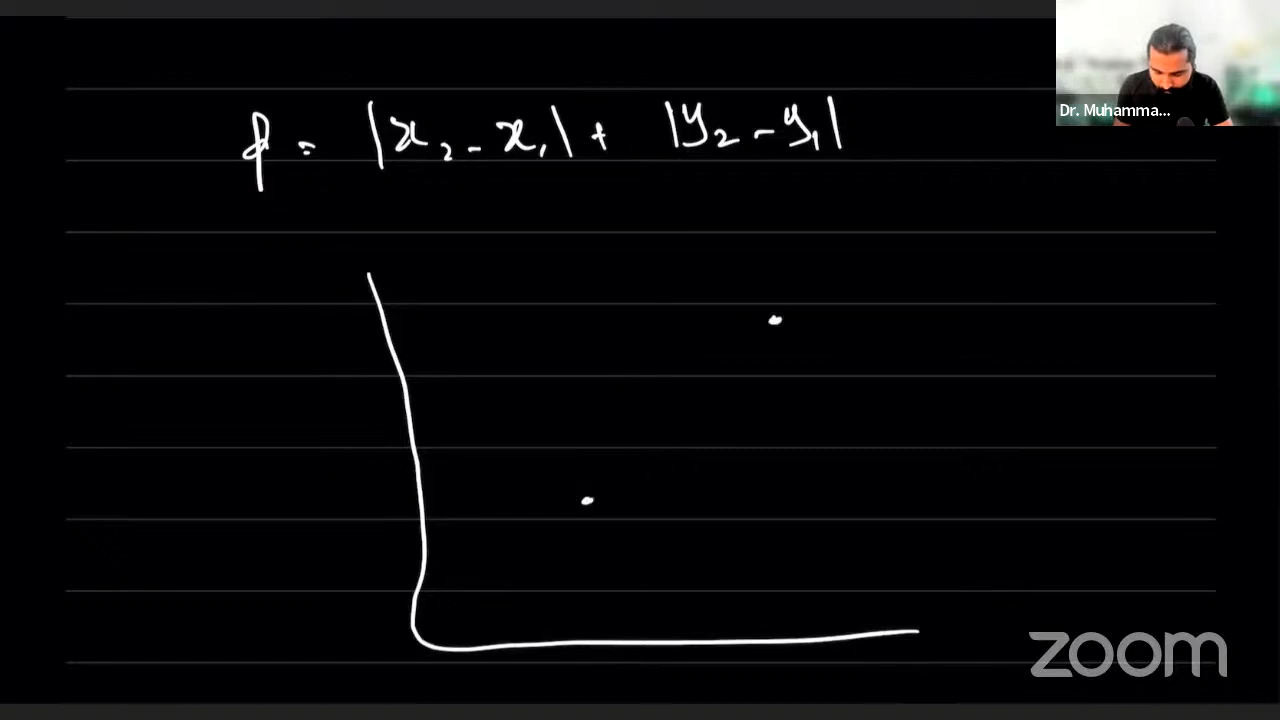 ρ = |x₂ - x₁| + |y₂ - y₁|
Dr. Muhamma...
zoom